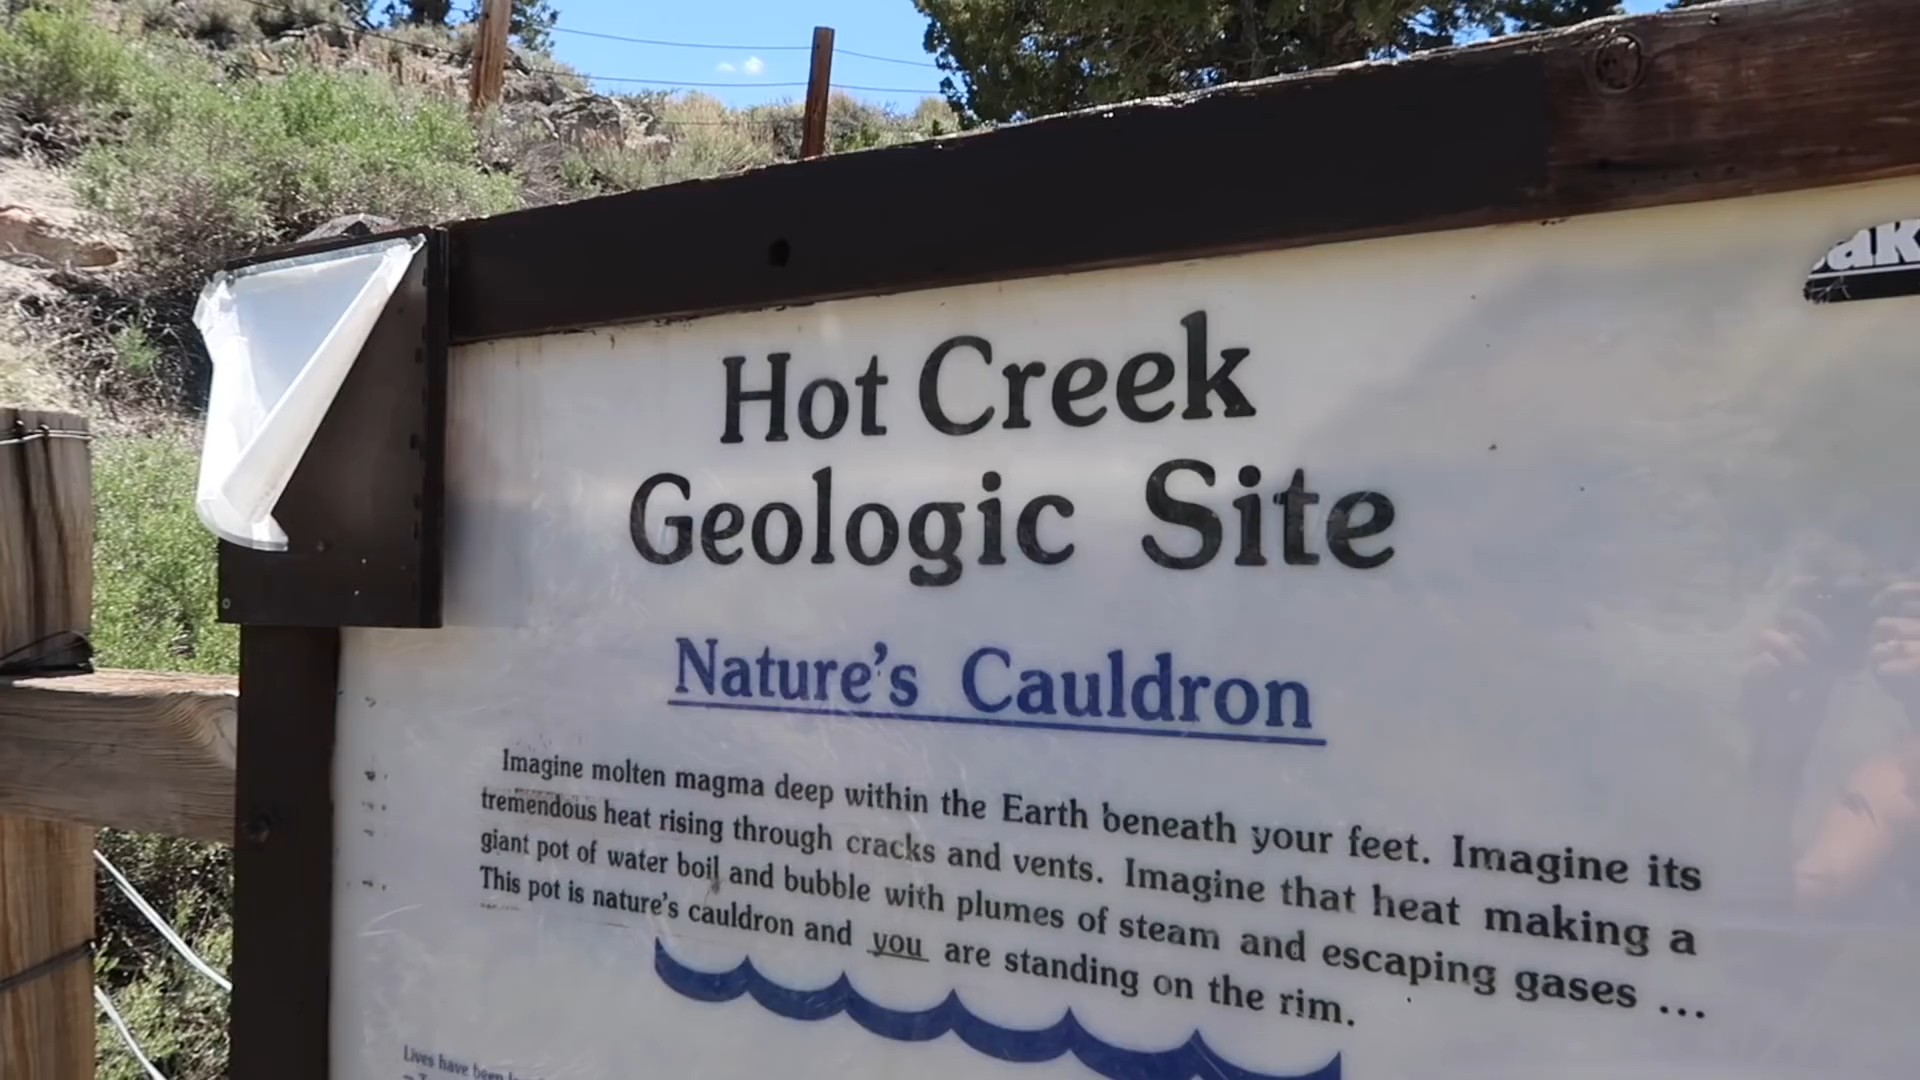 Hot Creek
Geologic Site
Nature's Cauldron
Imagine molten magma deep within the Earth beneath your feet. Imagine its
tremendous heat rising through cracks and vents. Imagine that heat making a
giant pot of water boil and bubble with plumes of steam and escaping gases ...
This pot is nature's cauldron and you are standing on the rim.
Lives have been